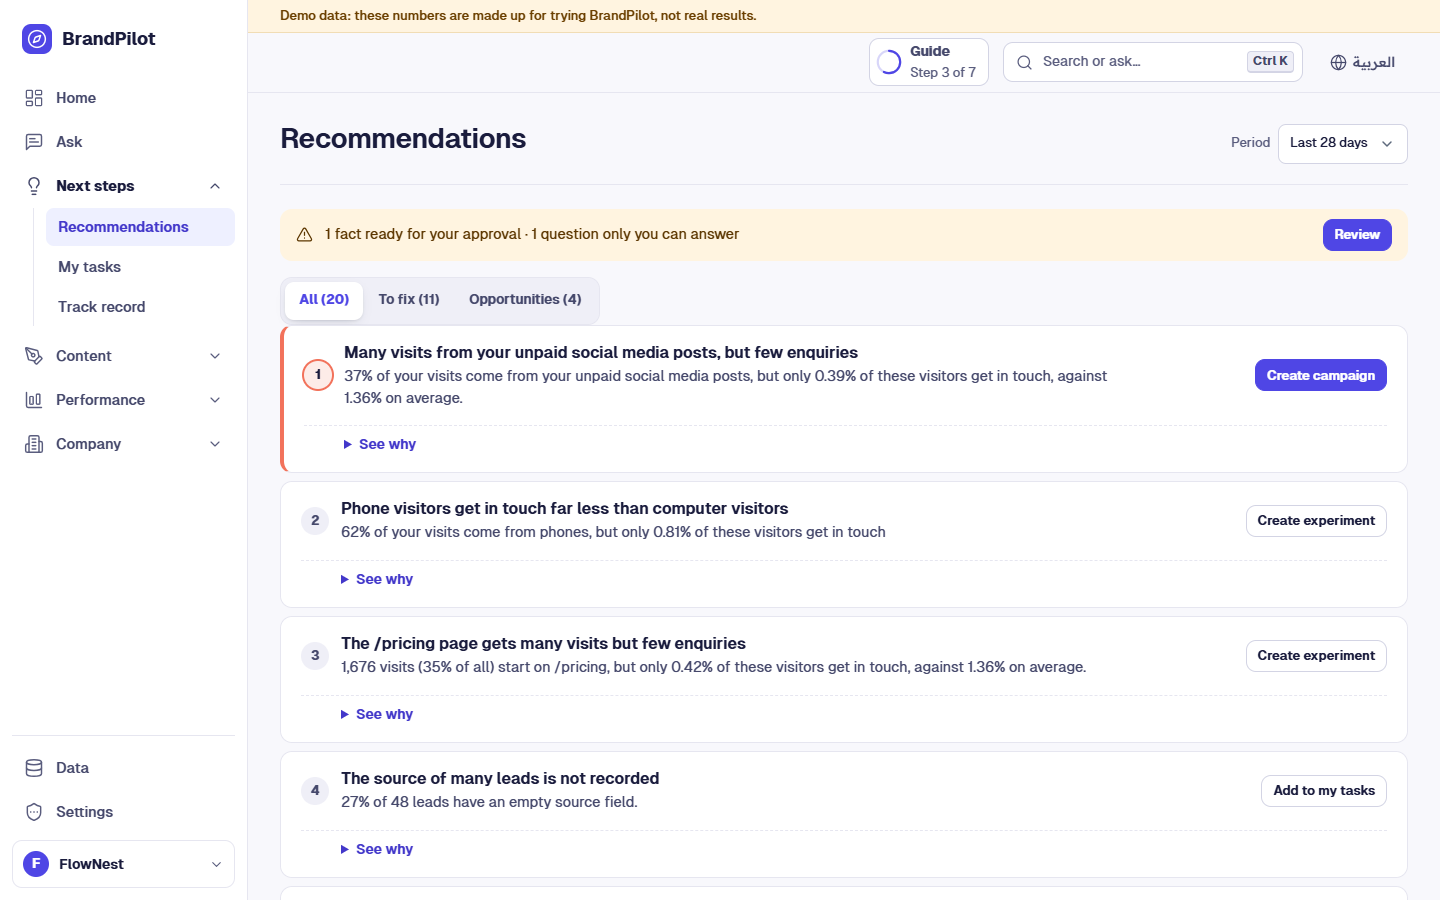 Demo data: these numbers are made up for trying BrandPilot, not real results.
BrandPilot
Guide
Step 3 of 7
Search or ask...
Ctrl K
العربية
Home
Ask
Next steps
Recommendations
My tasks
Track record
Content
Performance
Company
Data
Settings
F FlowNest
Recommendations
Period
Last 28 days
1 fact ready for your approval · 1 question only you can answer
Review
All (20)
To fix (11)
Opportunities (4)
1
Many visits from your unpaid social media posts, but few enquiries
37% of your visits come from your unpaid social media posts, but only 0.39% of these visitors get in touch, against
1.36% on average.
Create campaign
See why
2
Phone visitors get in touch far less than computer visitors
62% of your visits come from phones, but only 0.81% of these visitors get in touch
Create experiment
See why
3
The /pricing page gets many visits but few enquiries
1,676 visits (35% of all) start on /pricing, but only 0.42% of these visitors get in touch, against 1.36% on average.
Create experiment
See why
4
The source of many leads is not recorded
27% of 48 leads have an empty source field.
Add to my tasks
See why